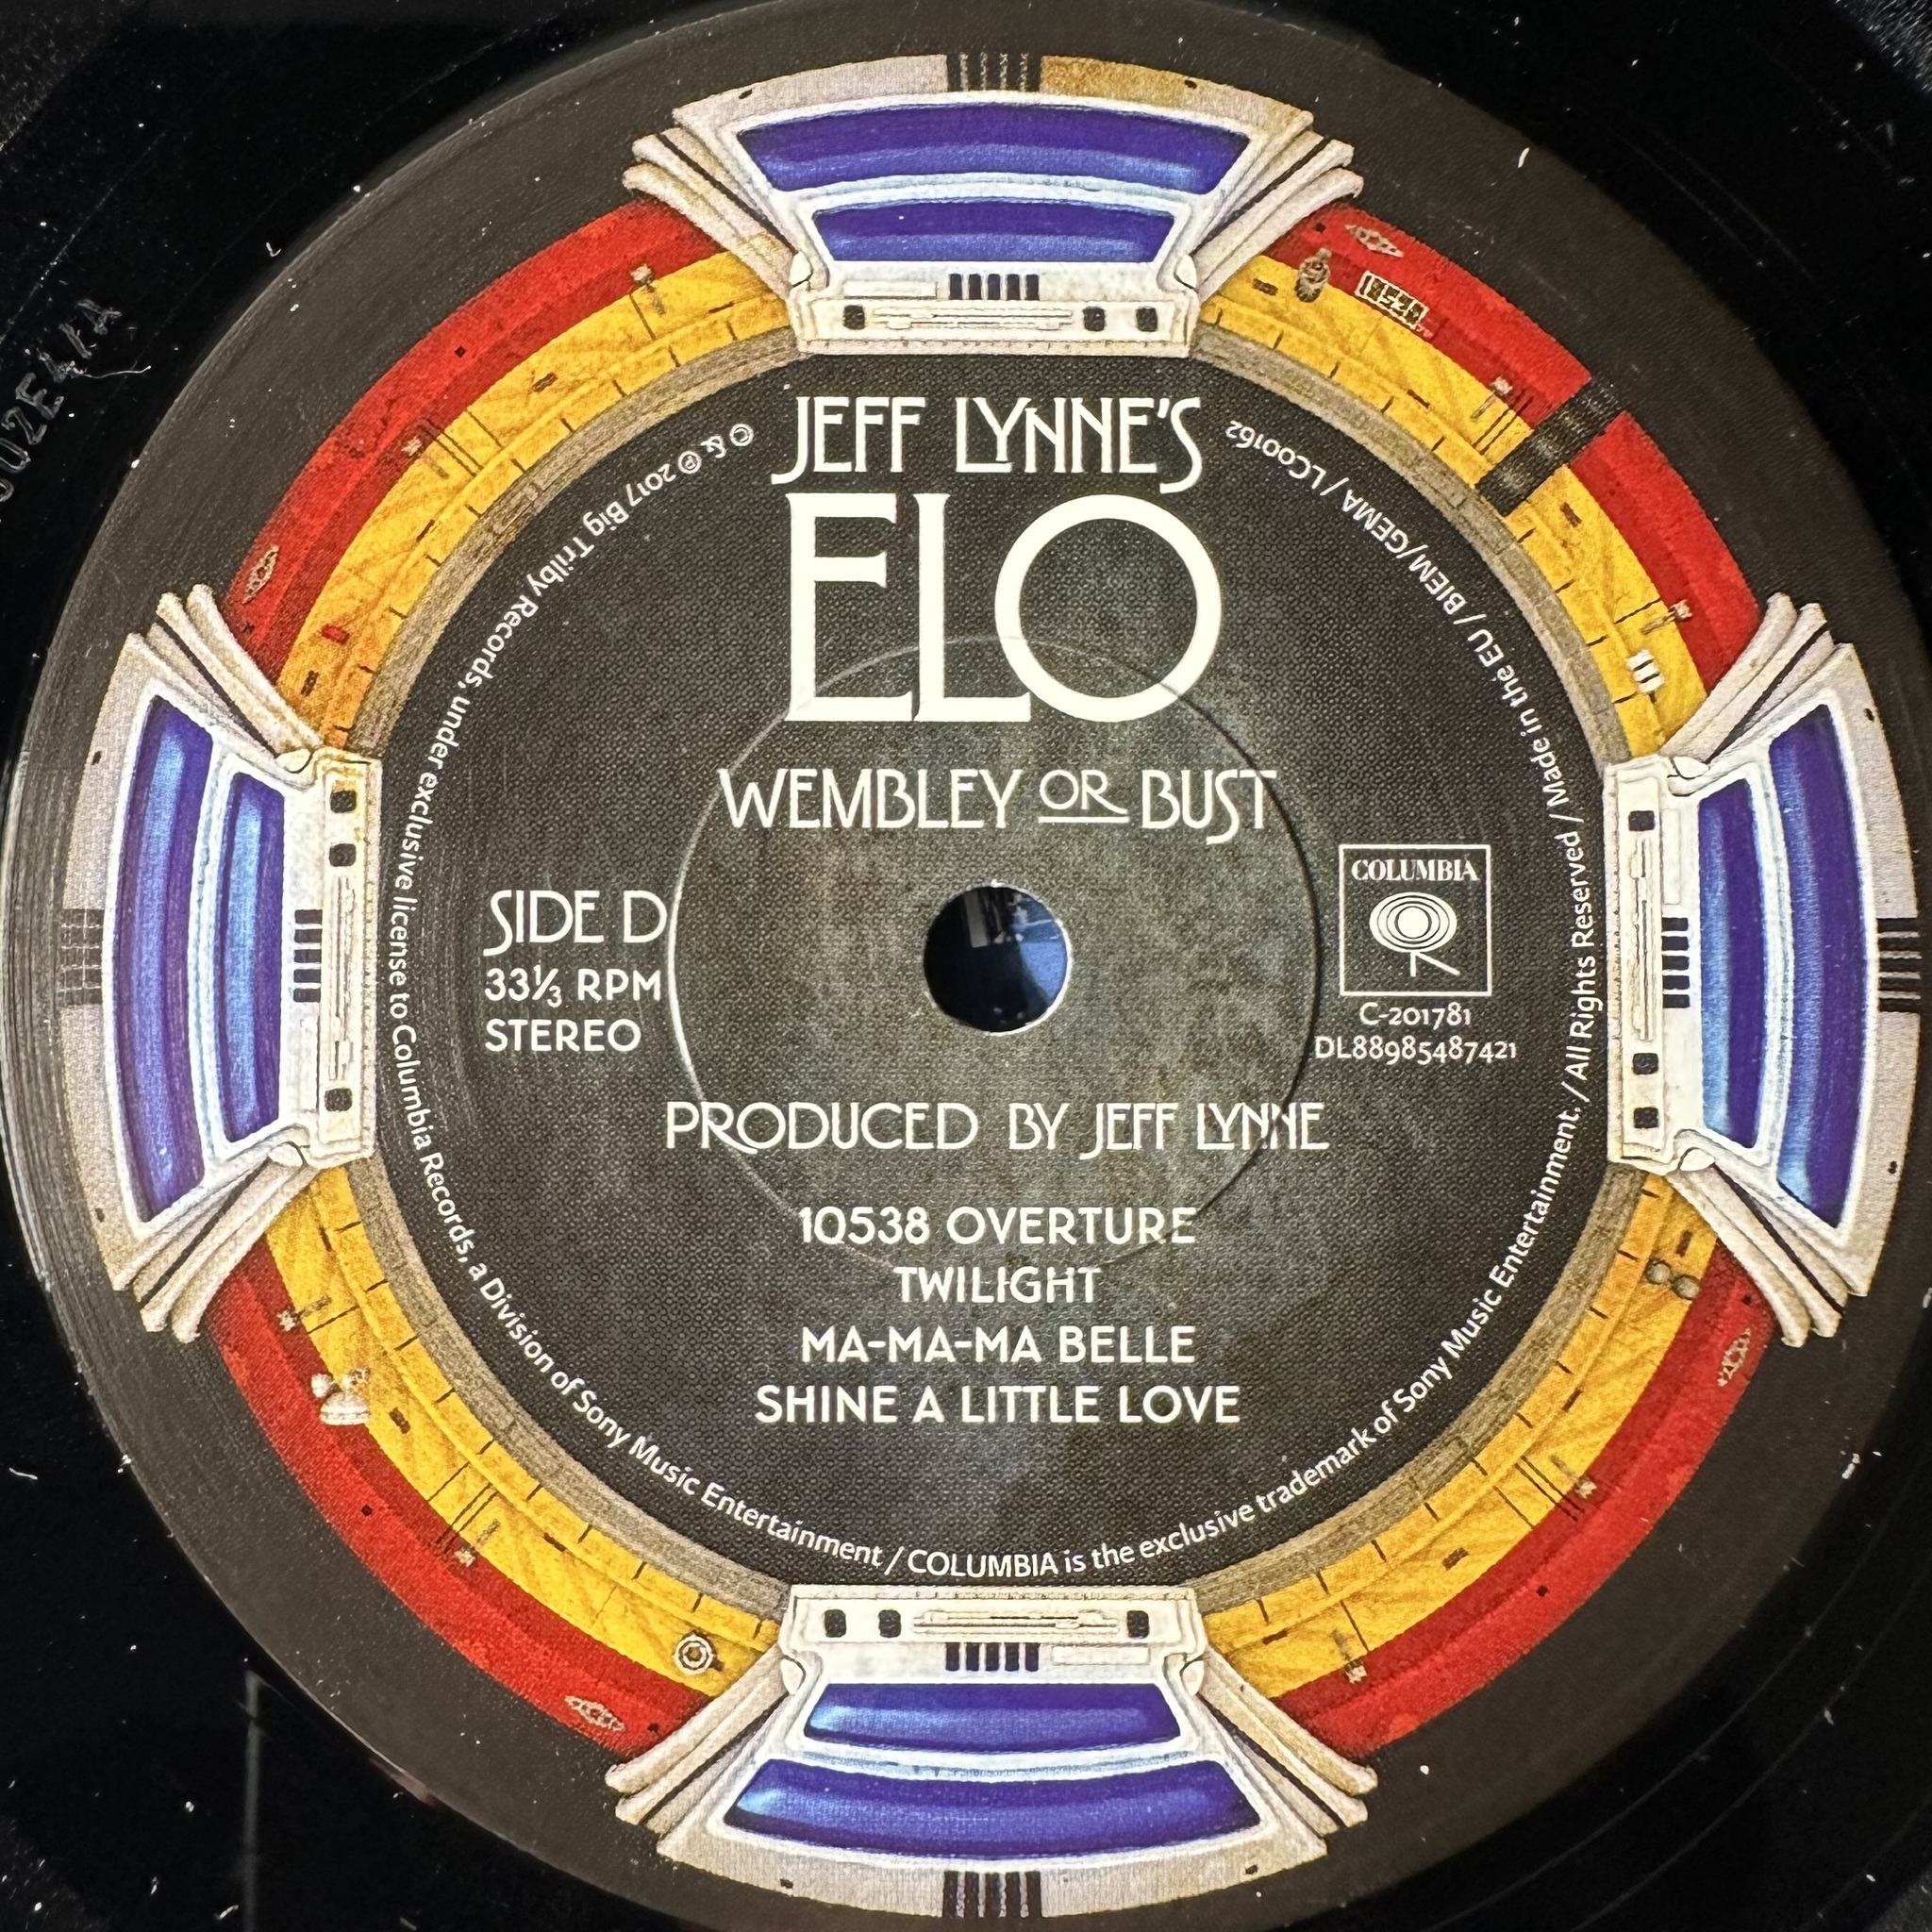 JEFF LYNNE'S
ELO
WEMBLEY OR BUST
SIDE D
33⅓ RPM
STEREO
COLUMBIA
C-201781
DL88985487421
PRODUCED BY JEFF LYNNE
10538 OVERTURE
TWILIGHT
MA-MA-MA BELLE
SHINE A LITTLE LOVE
© & ℗ 2017 Big Trilby Records, under exclusive license to Columbia Records, a Division of Sony Music Entertainment / COLUMBIA is the exclusive trademark of Sony Music Entertainment. / All Rights Reserved / Made in the EU / BIEM/GEMA / LC00162